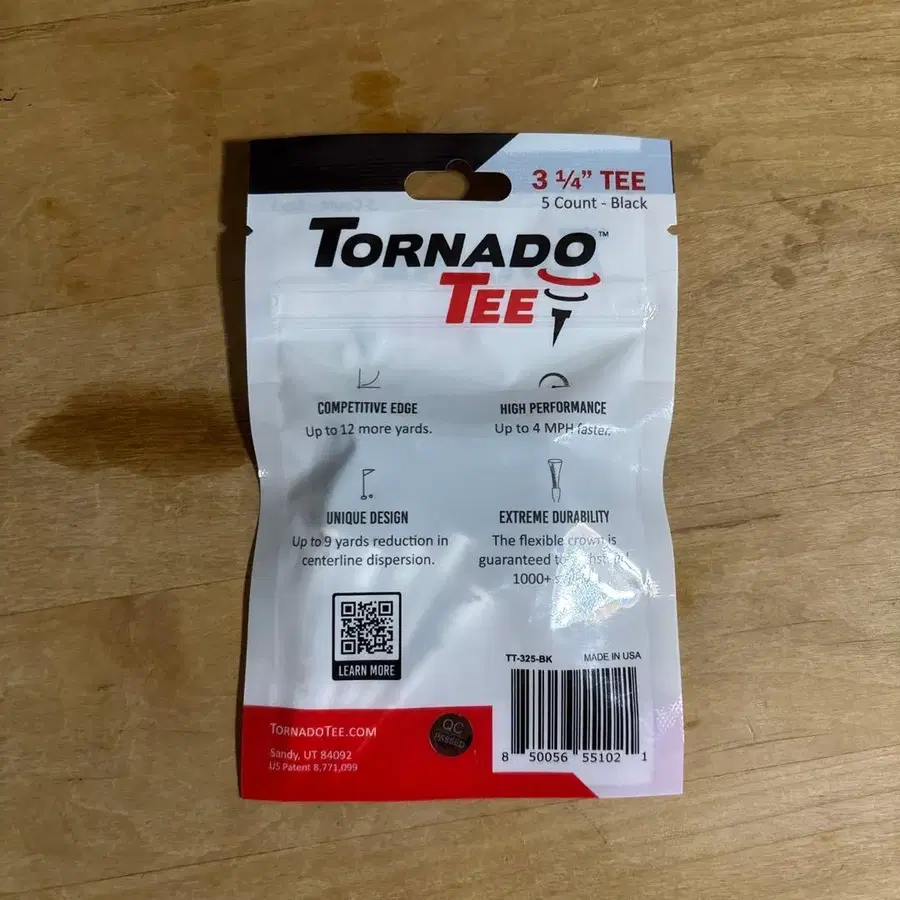 3 ¼” TEE
5 Count - Black
TORNADO™
TEE
COMPETITIVE EDGE
Up to 12 more yards.
HIGH PERFORMANCE
Up to 4 MPH faster.
UNIQUE DESIGN
Up to 9 yards reduction in
centerline dispersion.
EXTREME DURABILITY
The flexible crown is
guaranteed to
1000+
LEARN MORE
TT-325-BK MADE IN USA
8 50056 55102 1
TORNADOTEE.COM
Sandy, UT 84092
US Patent 8,771,099
QC
PASSED